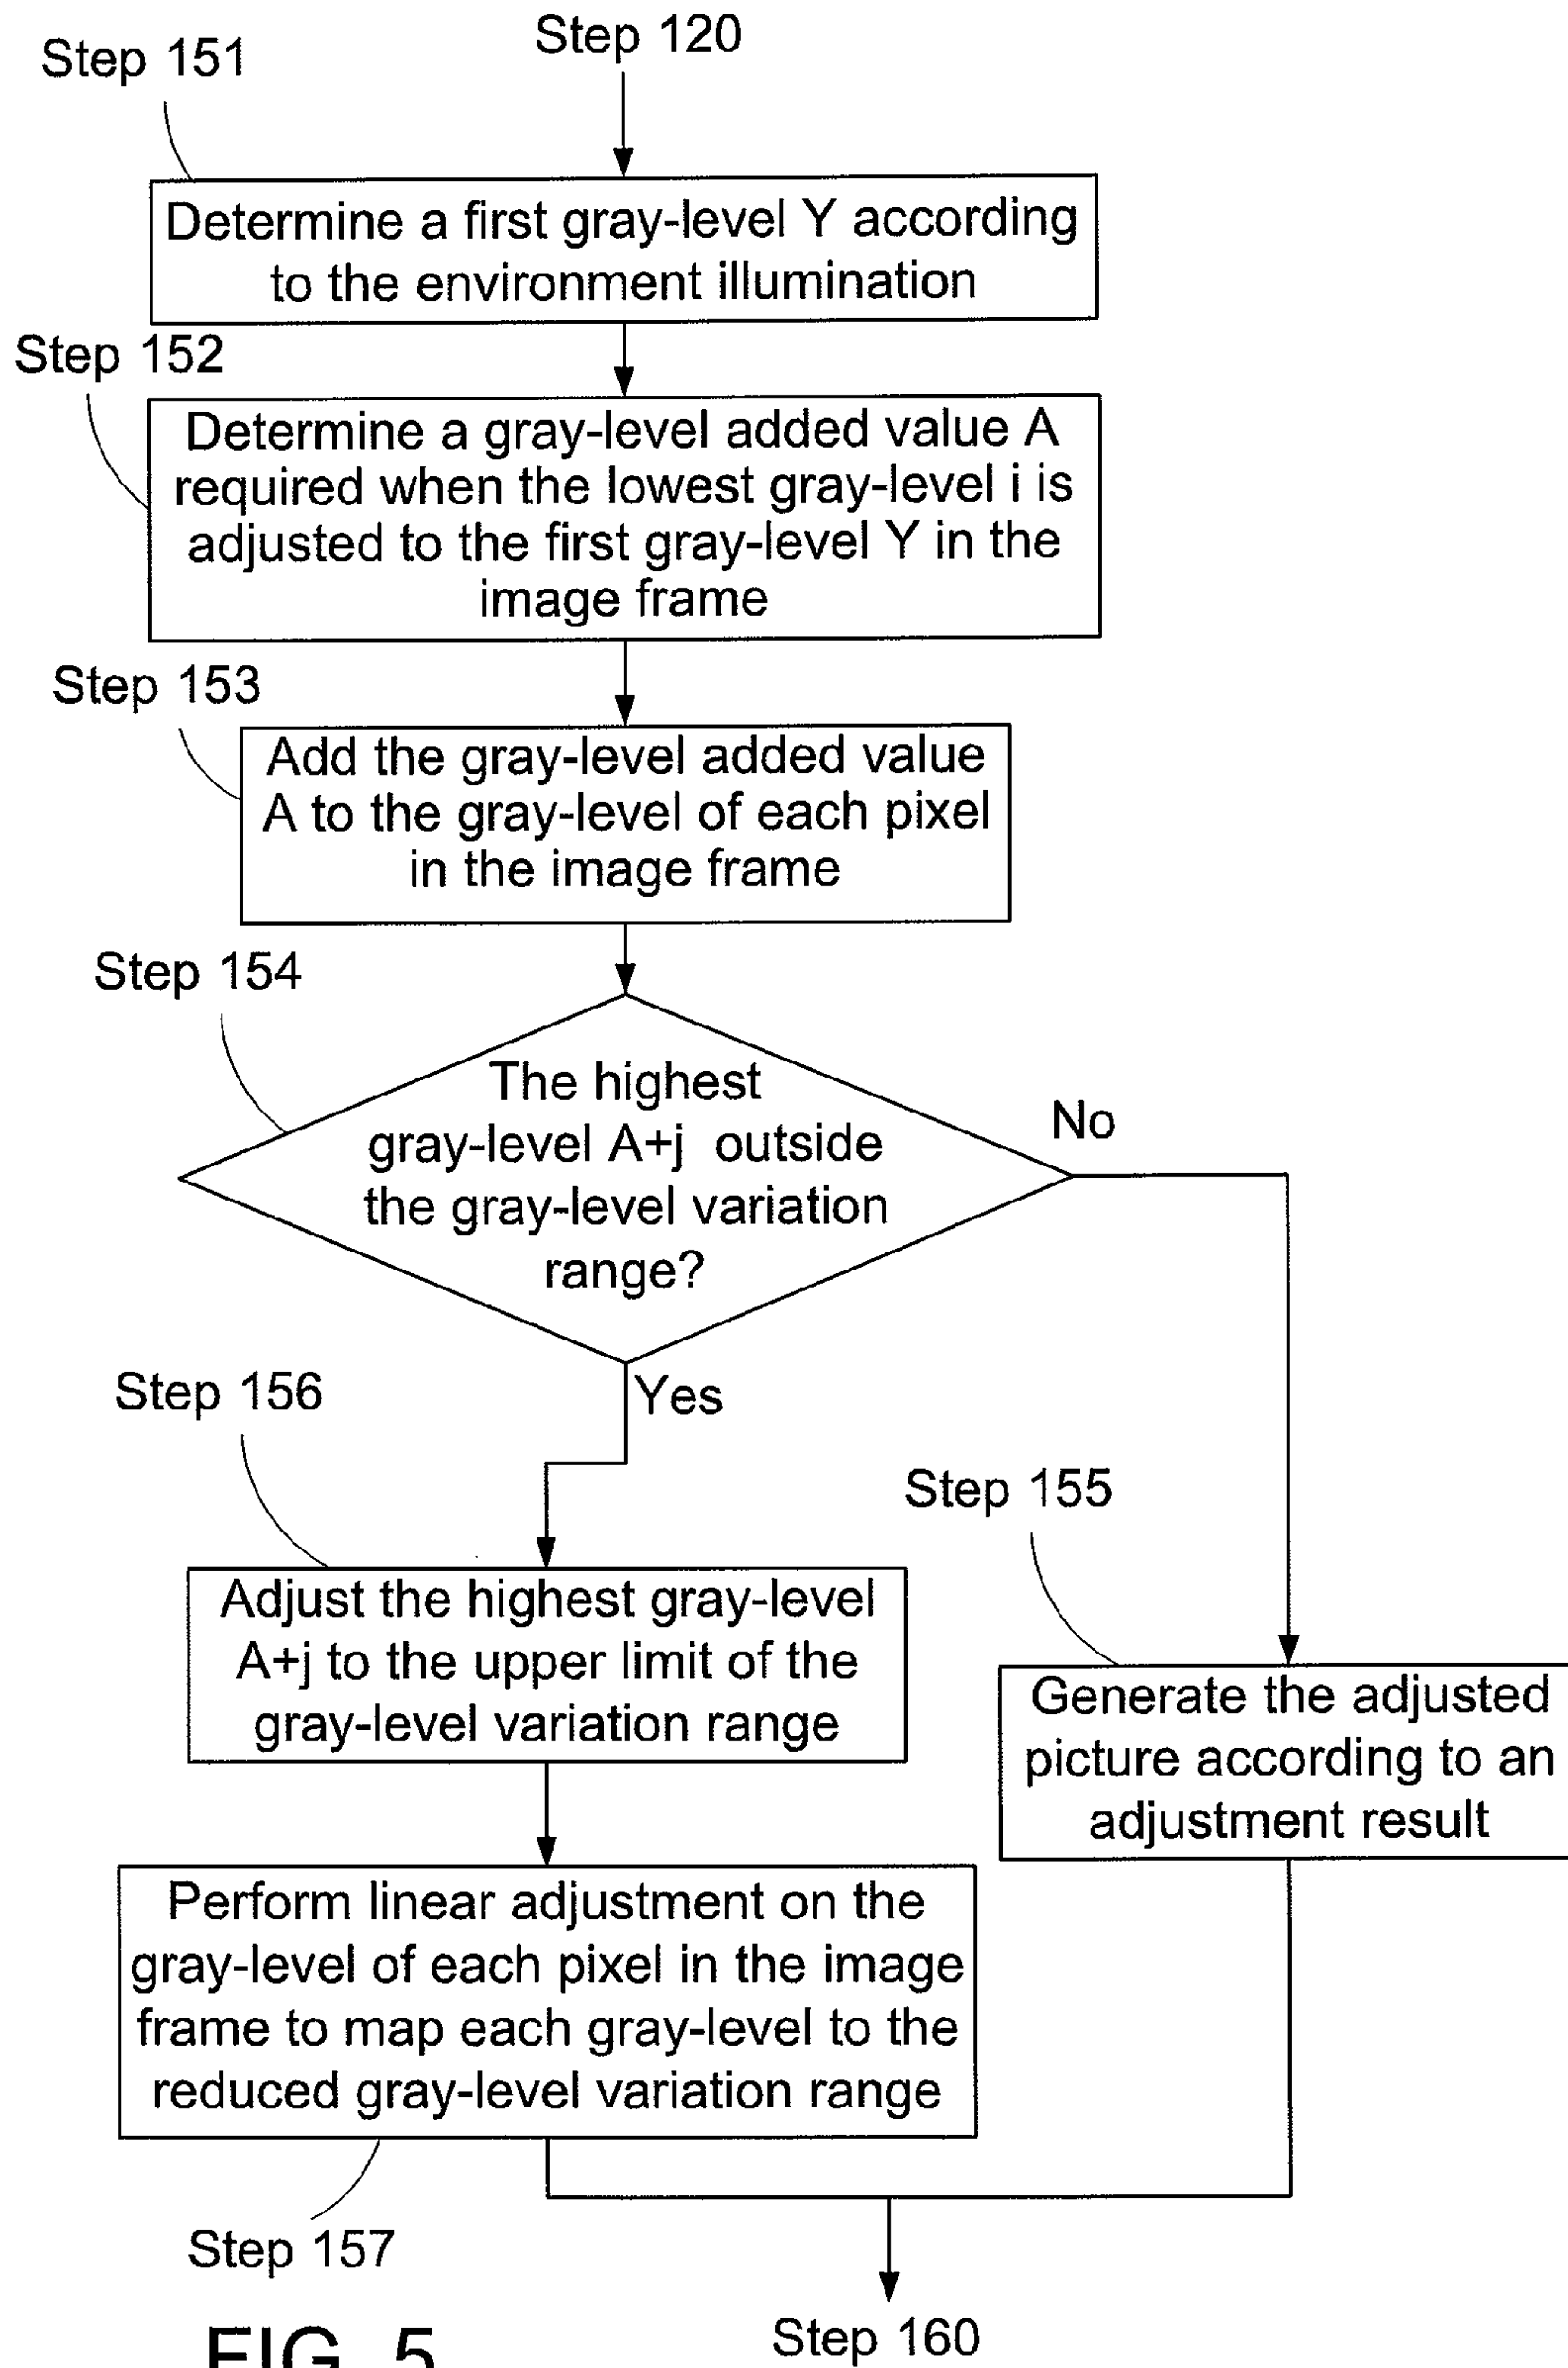 Step 120
Step 151
Determine a first gray-level Y according
to the environment illumination
Step 152
Determine a gray-level added value A
required when the lowest gray-level i is
adjusted to the first gray-level Y in the
image frame
Step 153
Add the gray-level added value
A to the gray-level of each pixel
in the image frame
Step 154
The highest
gray-level A+j outside
the gray-level variation
range?
No
Yes
Step 156
Adjust the highest gray-level
A+j to the upper limit of the
gray-level variation range
Step 155
Generate the adjusted
picture according to an
adjustment result
Perform linear adjustment on the
gray-level of each pixel in the image
frame to map each gray-level to the
reduced gray-level variation range
Step 157
Step 160
FIG. 5